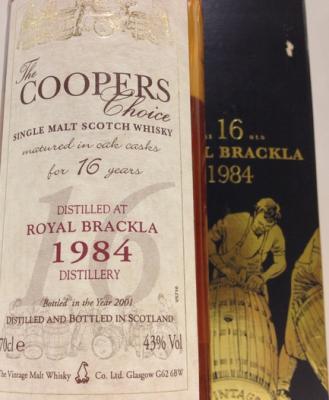 The
COOPERS
Choice
SINGLE MALT SCOTCH WHISKY
matured in oak casks
for 16 years
16
DISTILLED AT
ROYAL BRACKLA
1984
DISTILLERY
Bottled in the Year 2001
DISTILLED AND BOTTLED IN SCOTLAND
70cl e 43% Vol
The Vintage Malt Whisky Co. Ltd. Glasgow G62 6BW
16
L BRACKLA
1984
VINTAGE